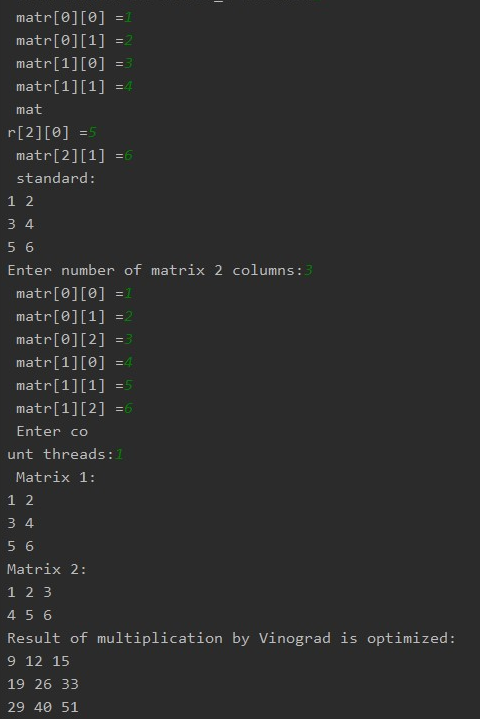 matr[0][0] =1
matr[0][1] =2
matr[1][0] =3
matr[1][1] =4
mat
r[2][0] =5
matr[2][1] =6
standard:
1 2
3 4
5 6
Enter number of matrix 2 columns:3
matr[0][0] =1
matr[0][1] =2
matr[0][2] =3
matr[1][0] =4
matr[1][1] =5
matr[1][2] =6
Enter co
unt threads:1
Matrix 1:
1 2
3 4
5 6
Matrix 2:
1 2 3
4 5 6
Result of multiplication by Vinograd is optimized:
9 12 15
19 26 33
29 40 51